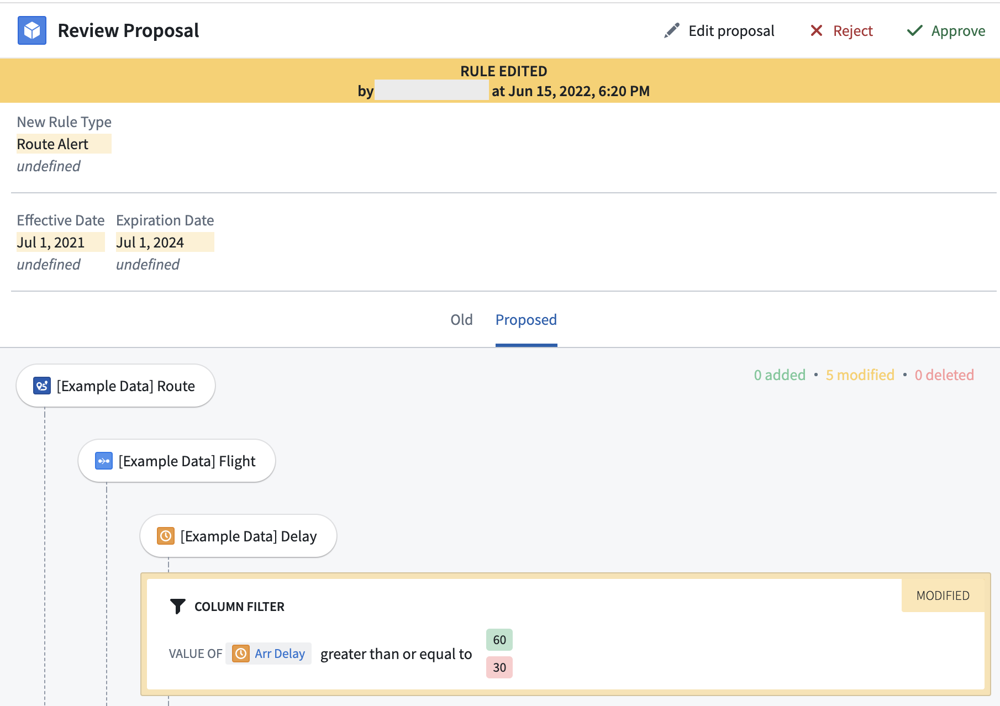 Review Proposal
Edit proposal
Reject
Approve
RULE EDITED
by at Jun 15, 2022, 6:20 PM
New Rule Type
Route Alert
undefined
Effective Date Expiration Date
Jul 1, 2021 Jul 1, 2024
undefined undefined
Old Proposed
0 added • 5 modified • 0 deleted
[Example Data] Route
[Example Data] Flight
[Example Data] Delay
MODIFIED
COLUMN FILTER
VALUE OF Arr Delay greater than or equal to
60
30